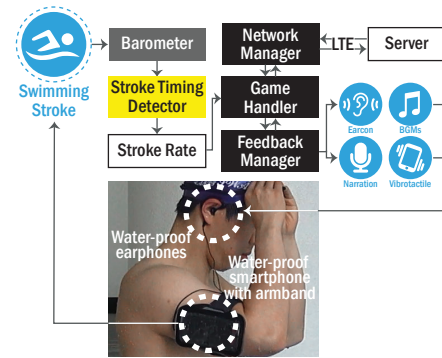 Swimming
Stroke
Barometer
Stroke Timing
Detector
Stroke Rate
Network
Manager
LTE
Server
Game
Handler
Feedback
Manager
Earcon
BGMs
Narration
Vibrotactile
Water-proof
earphones
Water-proof
smartphone
with armband